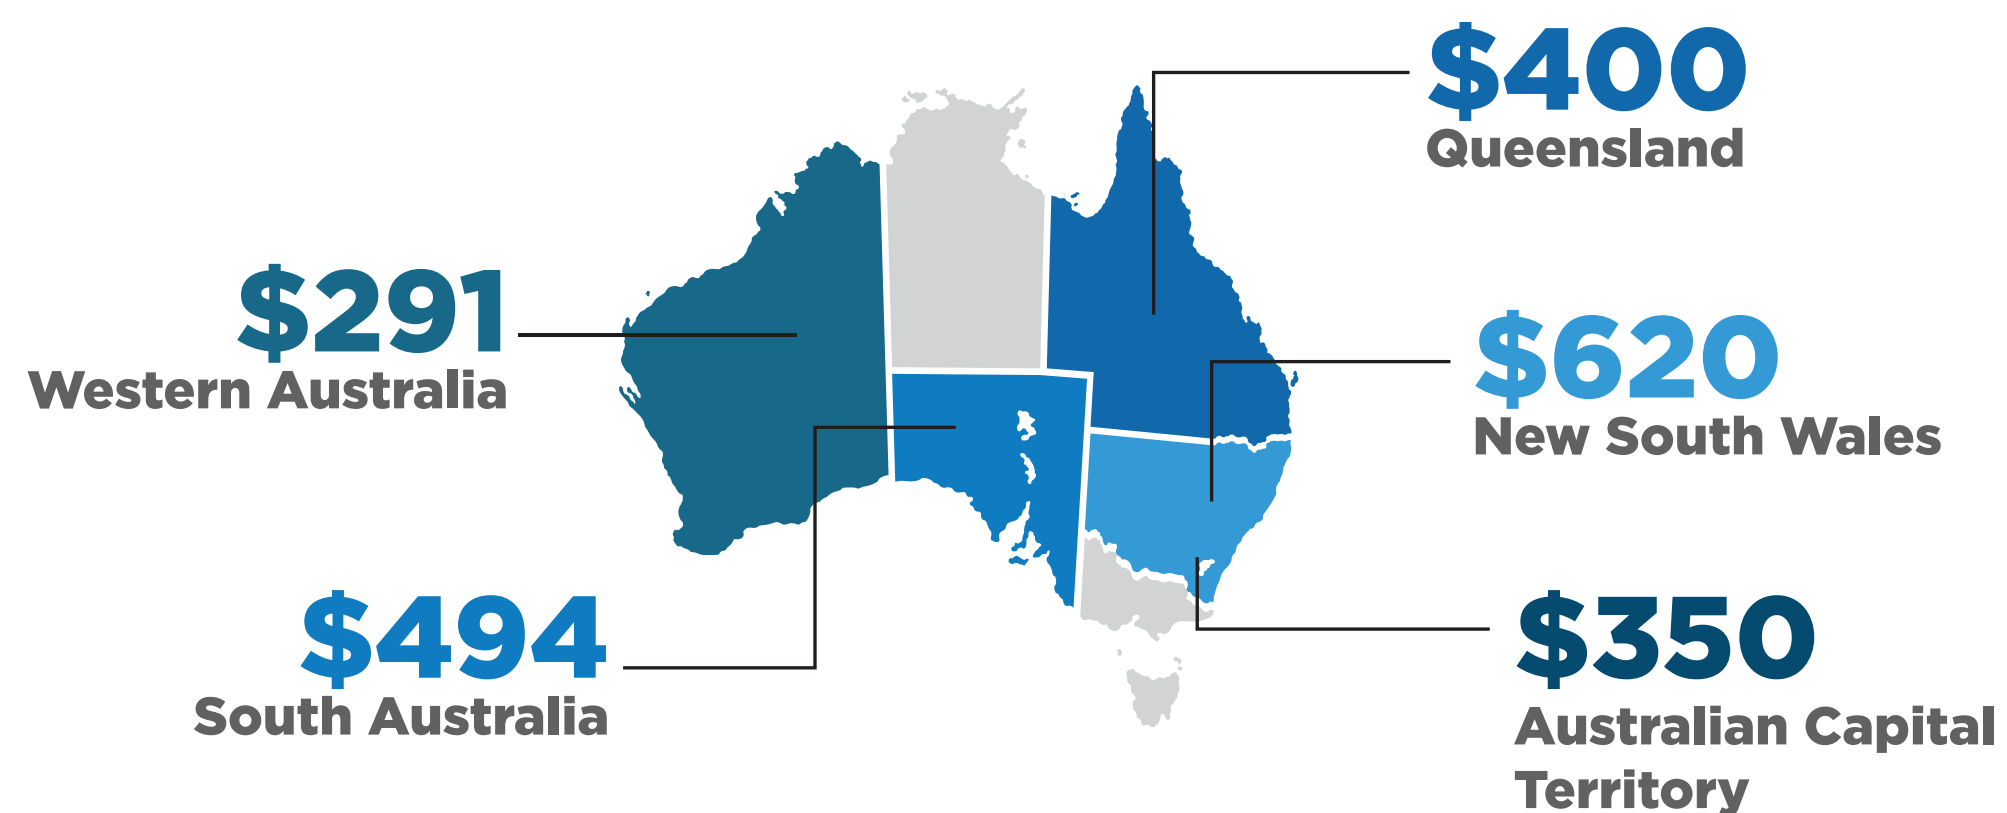 $400
Queensland
$291
Western Australia
$620
New South Wales
$494
South Australia
$350
Australian Capital
Territory